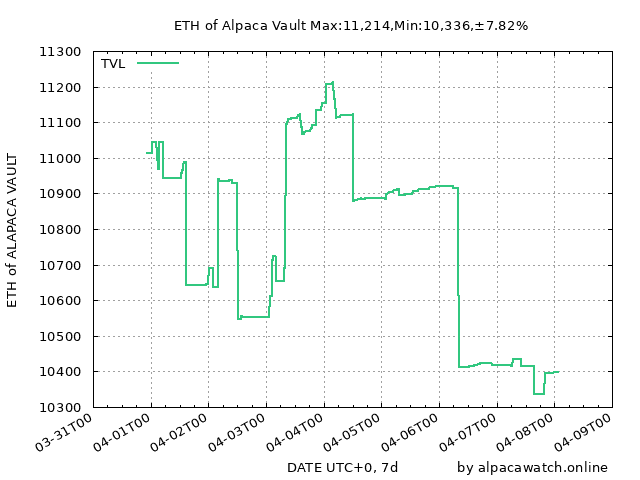 ETH of Alpaca Vault Max:11,214,Min:10,336,±7.82%
TVL
11300
11200
11100
11000
10900
10800
10700
10600
10500
10400
10300
ETH of ALAPACA VAULT
03-31T00
04-01T00
04-02T00
04-03T00
04-04T00
04-05T00
04-06T00
04-07T00
04-08T00
04-09T00
DATE UTC+0, 7d
by alpacawatch.online